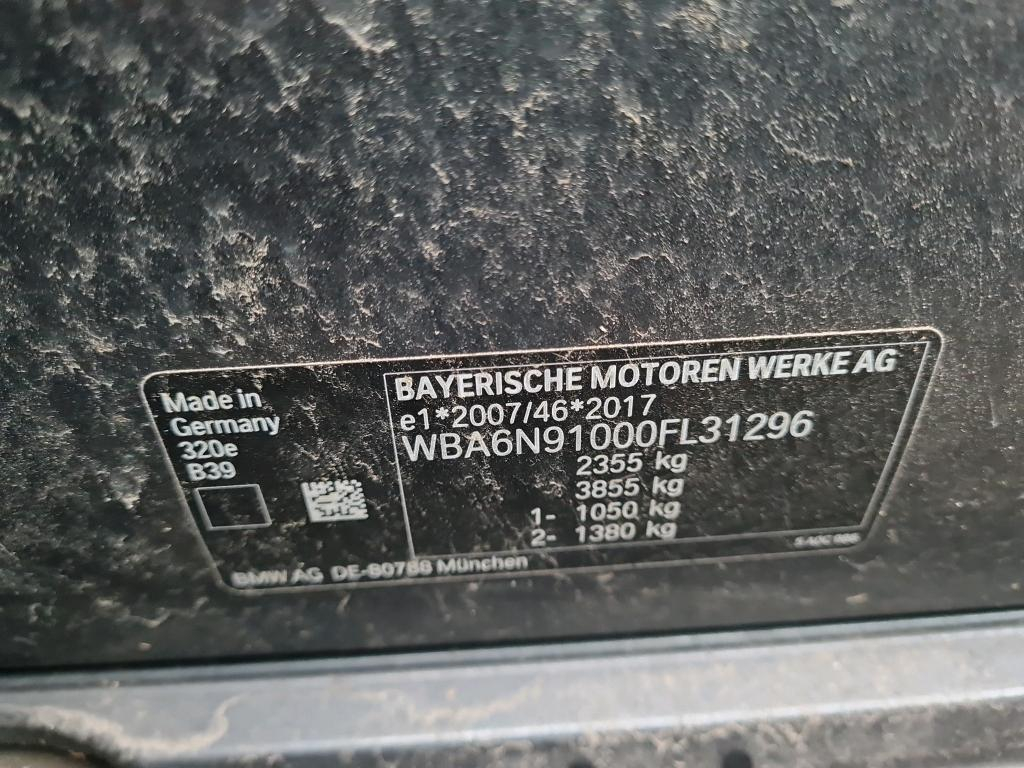 Made in
Germany
320e
B39
BAYERISCHE MOTOREN WERKE AG
e1*2007/46*2017
WBA6N91000FL31296
2355 kg
3855 kg
1- 1050 kg
2- 1380 kg
BMW AG DE-80788 München